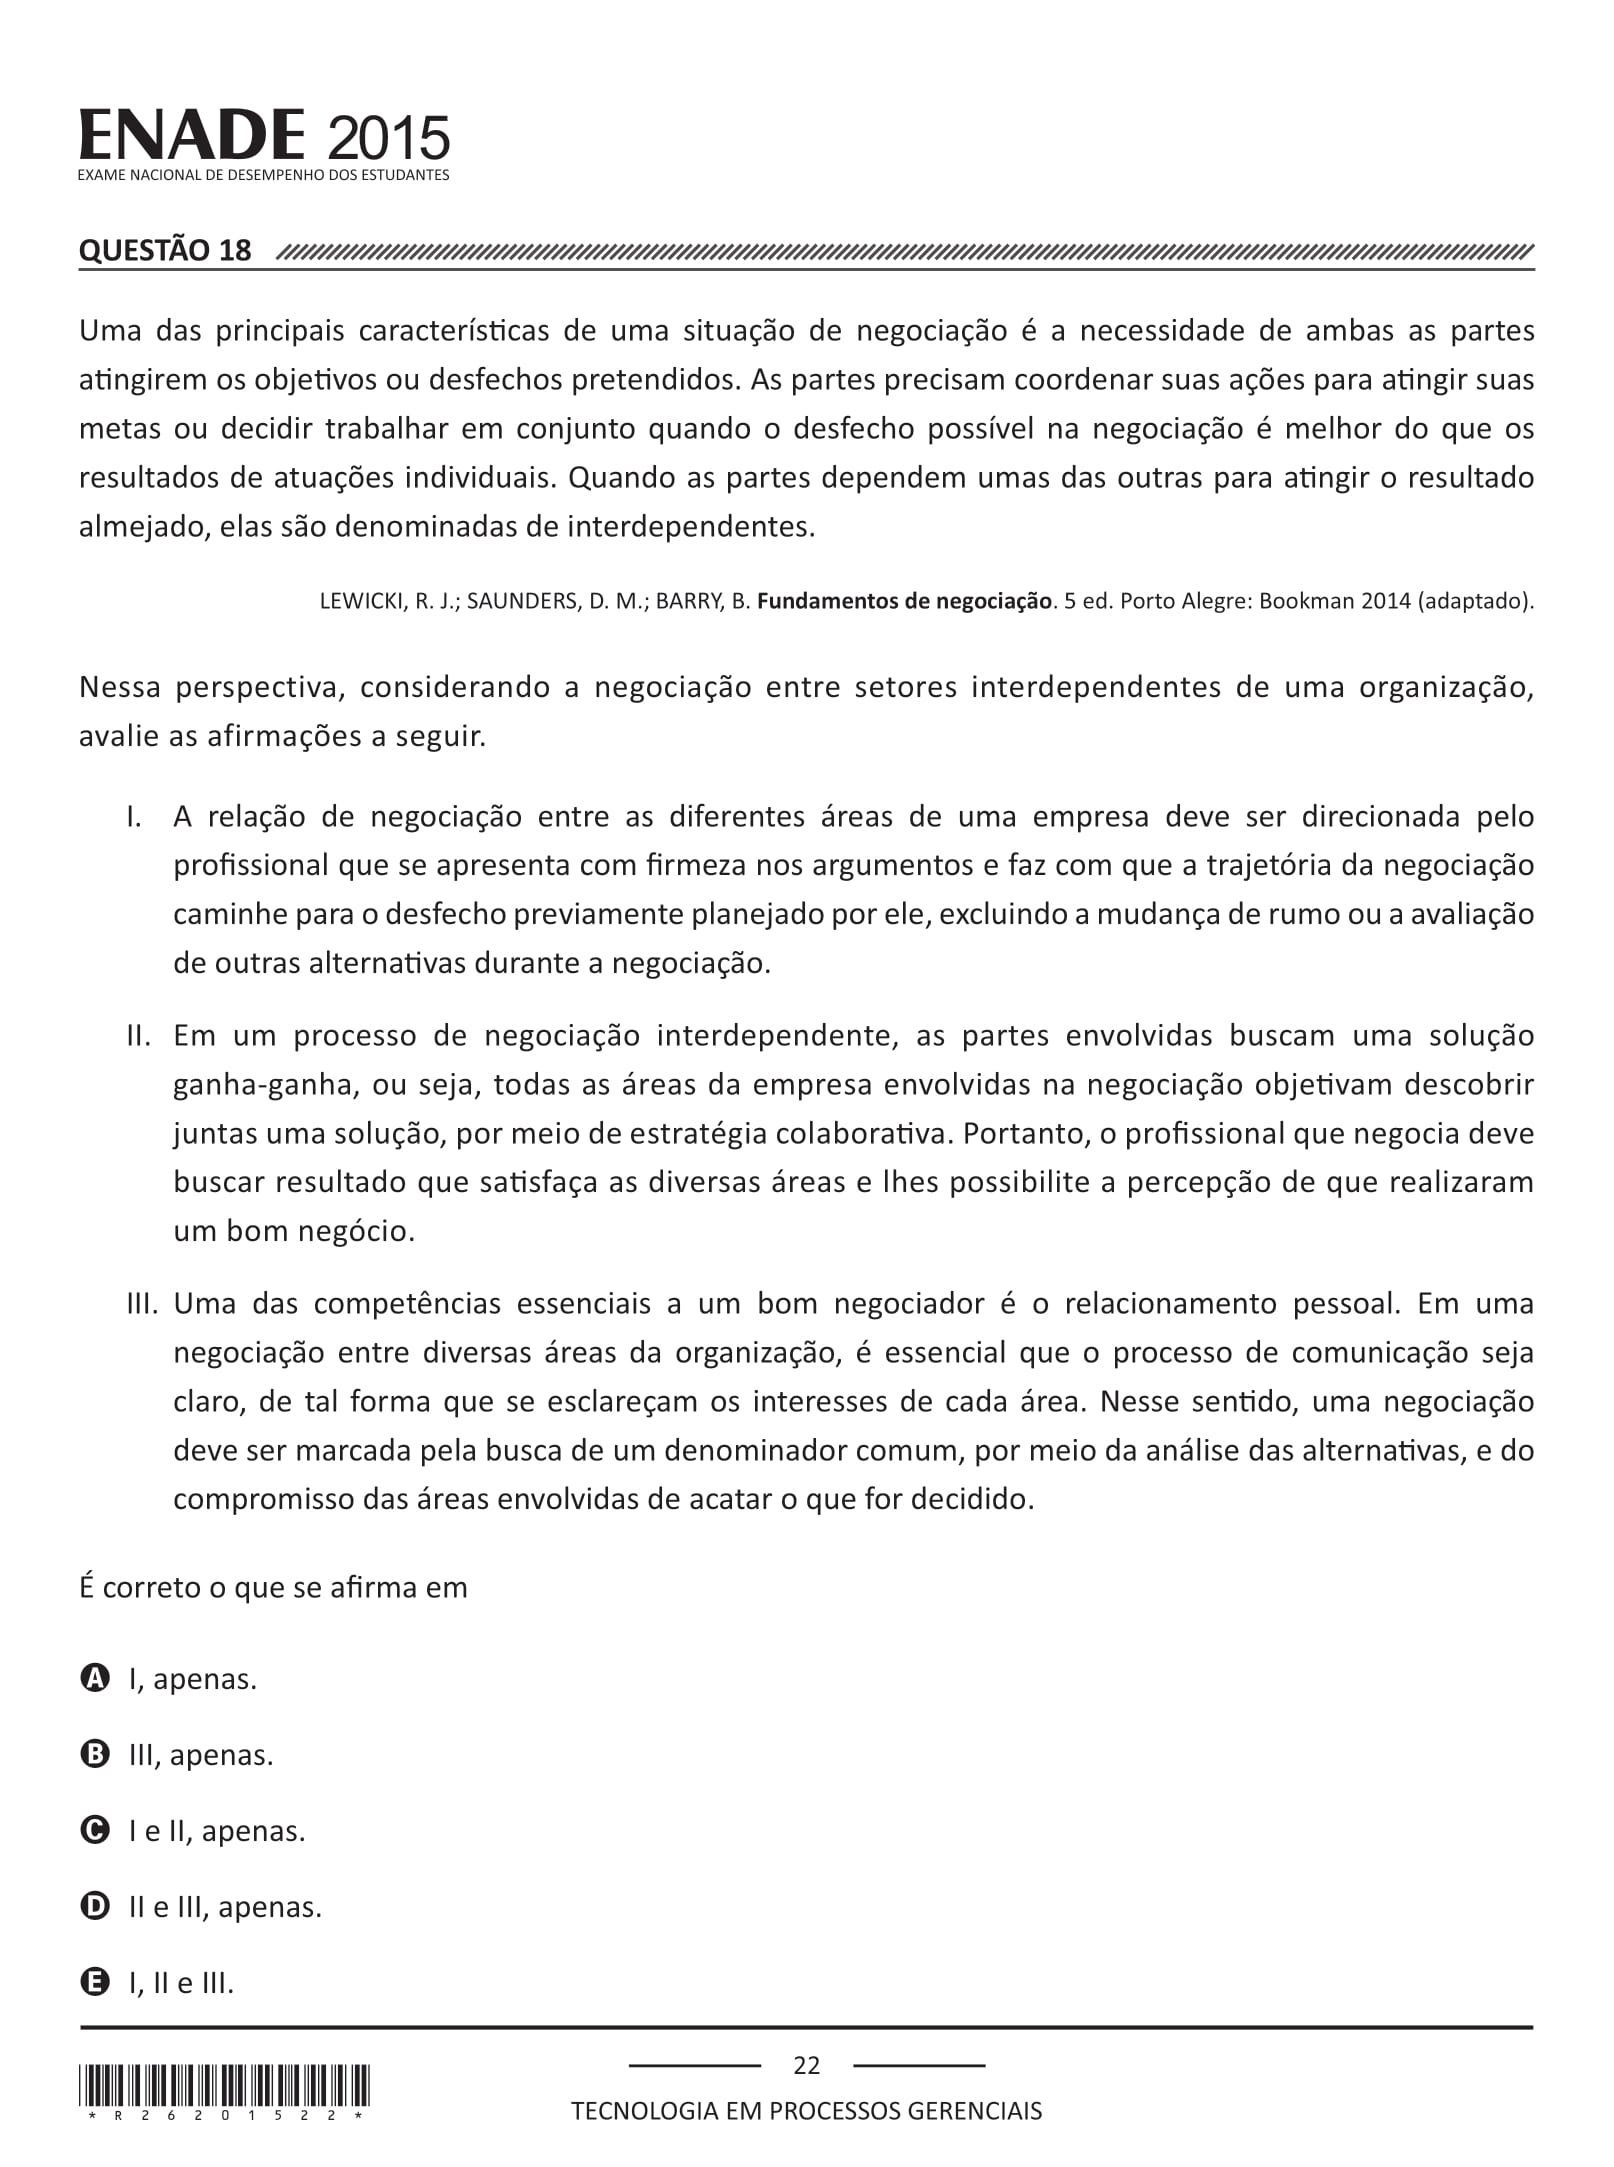 ENADE 2015
EXAME NACIONAL DE DESEMPENHO DOS ESTUDANTES
QUESTÃO 18
Uma das principais características de uma situação de negociação é a necessidade de ambas as partes
atingirem os objetivos ou desfechos pretendidos. As partes precisam coordenar suas ações para atingir suas
metas ou decidir trabalhar em conjunto quando o desfecho possível na negociação é melhor do que os
resultados de atuações individuais. Quando as partes dependem umas das outras para atingir o resultado
almejado, elas são denominadas de interdependentes.
LEWICKI, R. J.; SAUNDERS, D. M.; BARRY, B. Fundamentos de negociação. 5 ed. Porto Alegre: Bookman 2014 (adaptado).
Nessa perspectiva, considerando a negociação entre setores interdependentes de uma organização,
avalie as afirmações a seguir.
I. A relação de negociação entre as diferentes áreas de uma empresa deve ser direcionada pelo
profissional que se apresenta com firmeza nos argumentos e faz com que a trajetória da negociação
caminhe para o desfecho previamente planejado por ele, excluindo a mudança de rumo ou a avaliação
de outras alternativas durante a negociação.
II. Em um processo de negociação interdependente, as partes envolvidas buscam uma solução
ganha-ganha, ou seja, todas as áreas da empresa envolvidas na negociação objetivam descobrir
juntas uma solução, por meio de estratégia colaborativa. Portanto, o profissional que negocia deve
buscar resultado que satisfaça as diversas áreas e lhes possibilite a percepção de que realizaram
um bom negócio.
III. Uma das competências essenciais a um bom negociador é o relacionamento pessoal. Em uma
negociação entre diversas áreas da organização, é essencial que o processo de comunicação seja
claro, de tal forma que se esclareçam os interesses de cada área. Nesse sentido, uma negociação
deve ser marcada pela busca de um denominador comum, por meio da análise das alternativas, e do
compromisso das áreas envolvidas de acatar o que for decidido.
É correto o que se afirma em
A I, apenas.
B III, apenas.
C I e II, apenas.
D II e III, apenas.
E I, II e III.
22
*R26201522*
TECNOLOGIA EM PROCESSOS GERENCIAIS